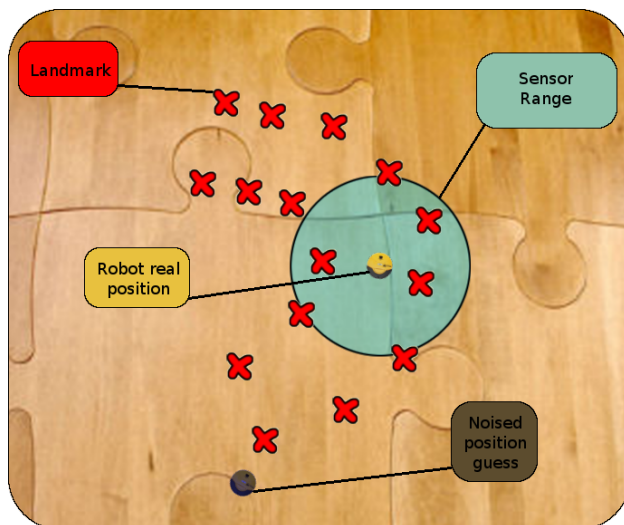 Landmark
Sensor
Range
Robot real
position
Noised
position
guess